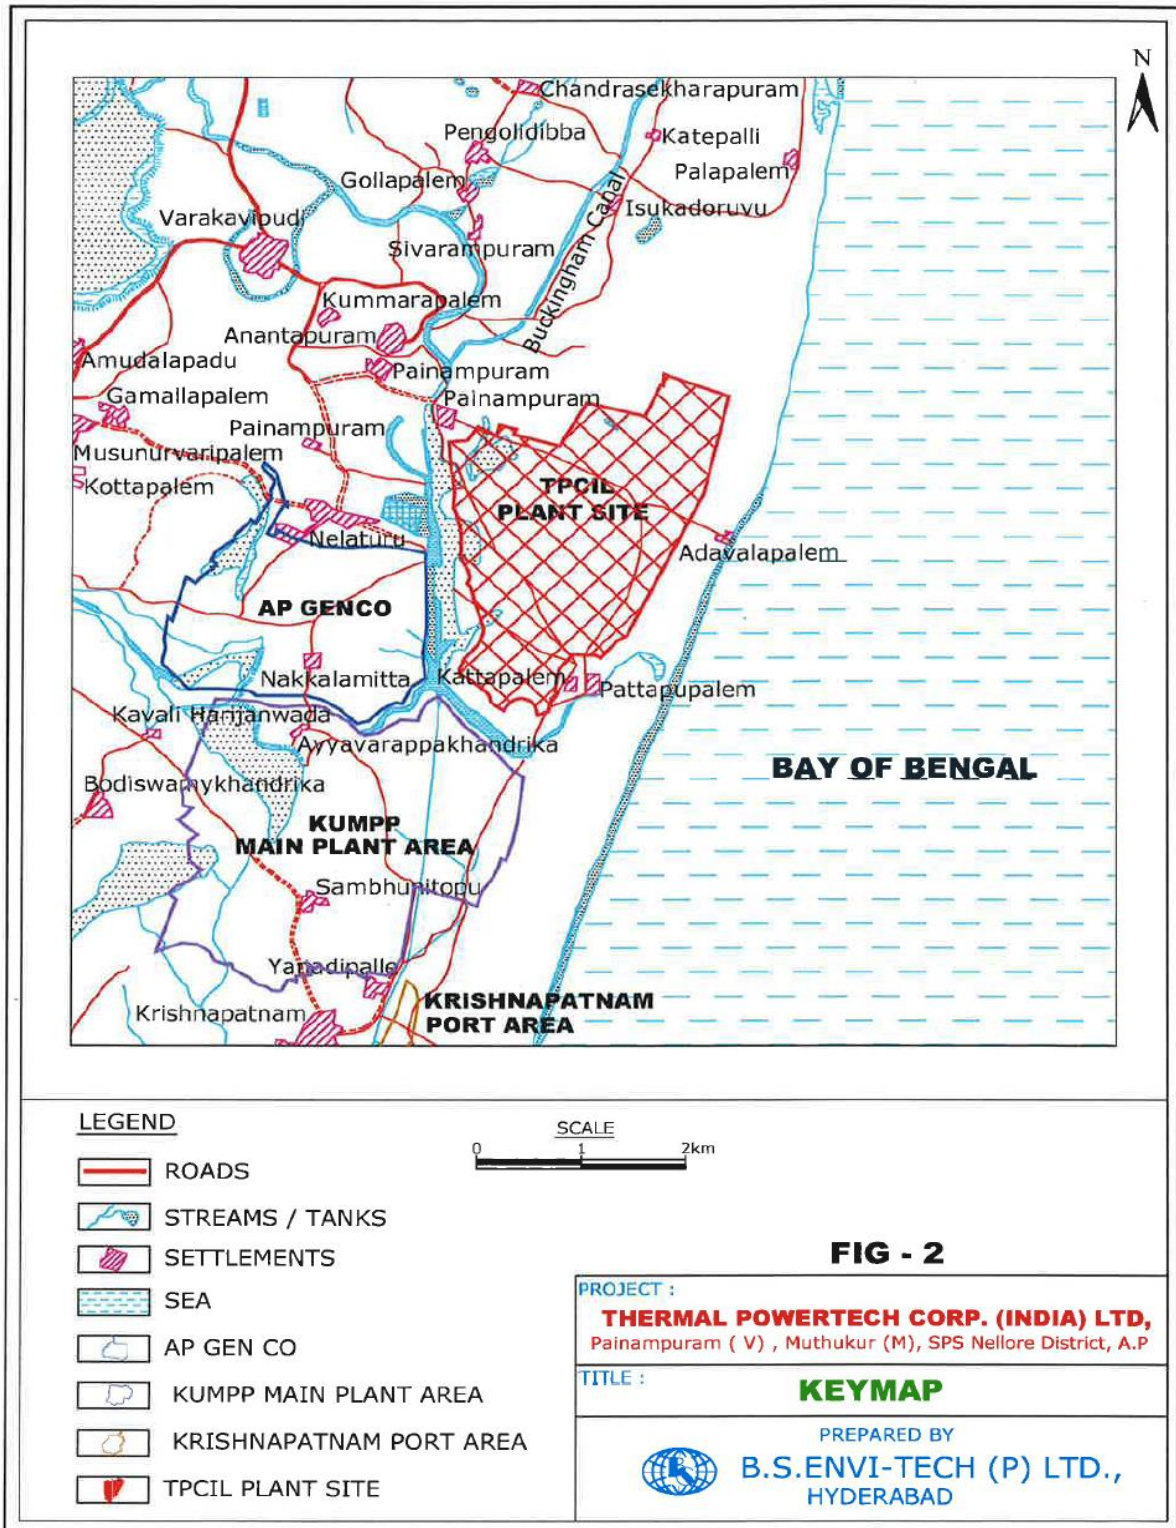 N
Chandrasekharapuram
Pengolidibba
Katepalli
Palapalem
Gollapalem
Isukadoruvu
Varakavipudi
Sivarampuram
Buckingham Canal
Kummarapalem
Anantapuram
Amudalapadu
Painampuram
Gamallapalem
Painampuram
Painampuram
Musunurvaripalem
Kottapalem
TPCIL
PLANT SITE
Nelaturu
Adavalapalem
AP GENCO
Nakkalamitta
Kattapalem
Pattapupalem
Kavali Harijanwada
Ayyavarappakhandrika
BAY OF BENGAL
Bodiswamykhandrika
KUMPP
MAIN PLANT AREA
Sambhunitopu
Yanadipalle
Krishnapatnam
KRISHNAPATNAM
PORT AREA
LEGEND
ROADS
STREAMS / TANKS
SETTLEMENTS
SEA
AP GEN CO
KUMPP MAIN PLANT AREA
KRISHNAPATNAM PORT AREA
TPCIL PLANT SITE
SCALE
0 1 2km
FIG - 2
PROJECT :
THERMAL POWERTECH CORP. (INDIA) LTD,
Painampuram ( V) , Muthukur (M), SPS Nellore District, A.P
TITLE :
KEYMAP
PREPARED BY
B.S.ENVI-TECH (P) LTD.,
HYDERABAD